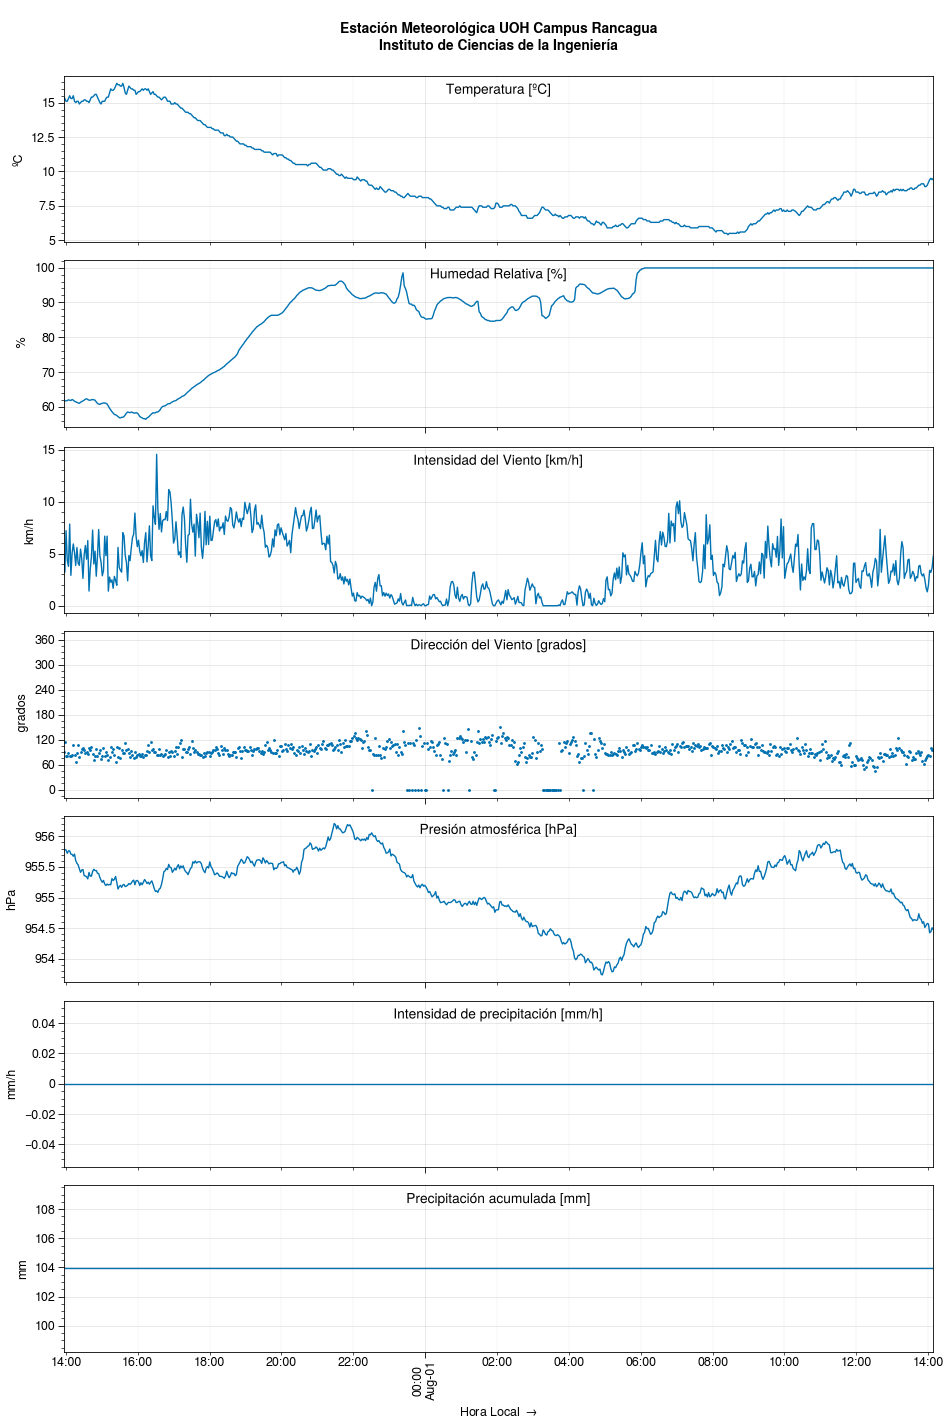 Estación Meteorológica UOH Campus Rancagua
Instituto de Ciencias de la Ingeniería
Temperatura [ºC]
ºC
15
12.5
10
7.5
5
Humedad Relativa [%]
%
100
90
80
70
60
Intensidad del Viento [km/h]
km/h
15
10
5
0
Dirección del Viento [grados]
grados
360
300
240
180
120
60
0
Presión atmosférica [hPa]
hPa
956
955.5
955
954.5
954
Intensidad de precipitación [mm/h]
mm/h
0.04
0.02
0
−0.02
−0.04
Precipitación acumulada [mm]
mm
108
106
104
102
100
14:00 16:00 18:00 20:00 22:00 00:00 02:00 04:00 06:00 08:00 10:00 12:00 14:00
Aug-01
Hora Local →